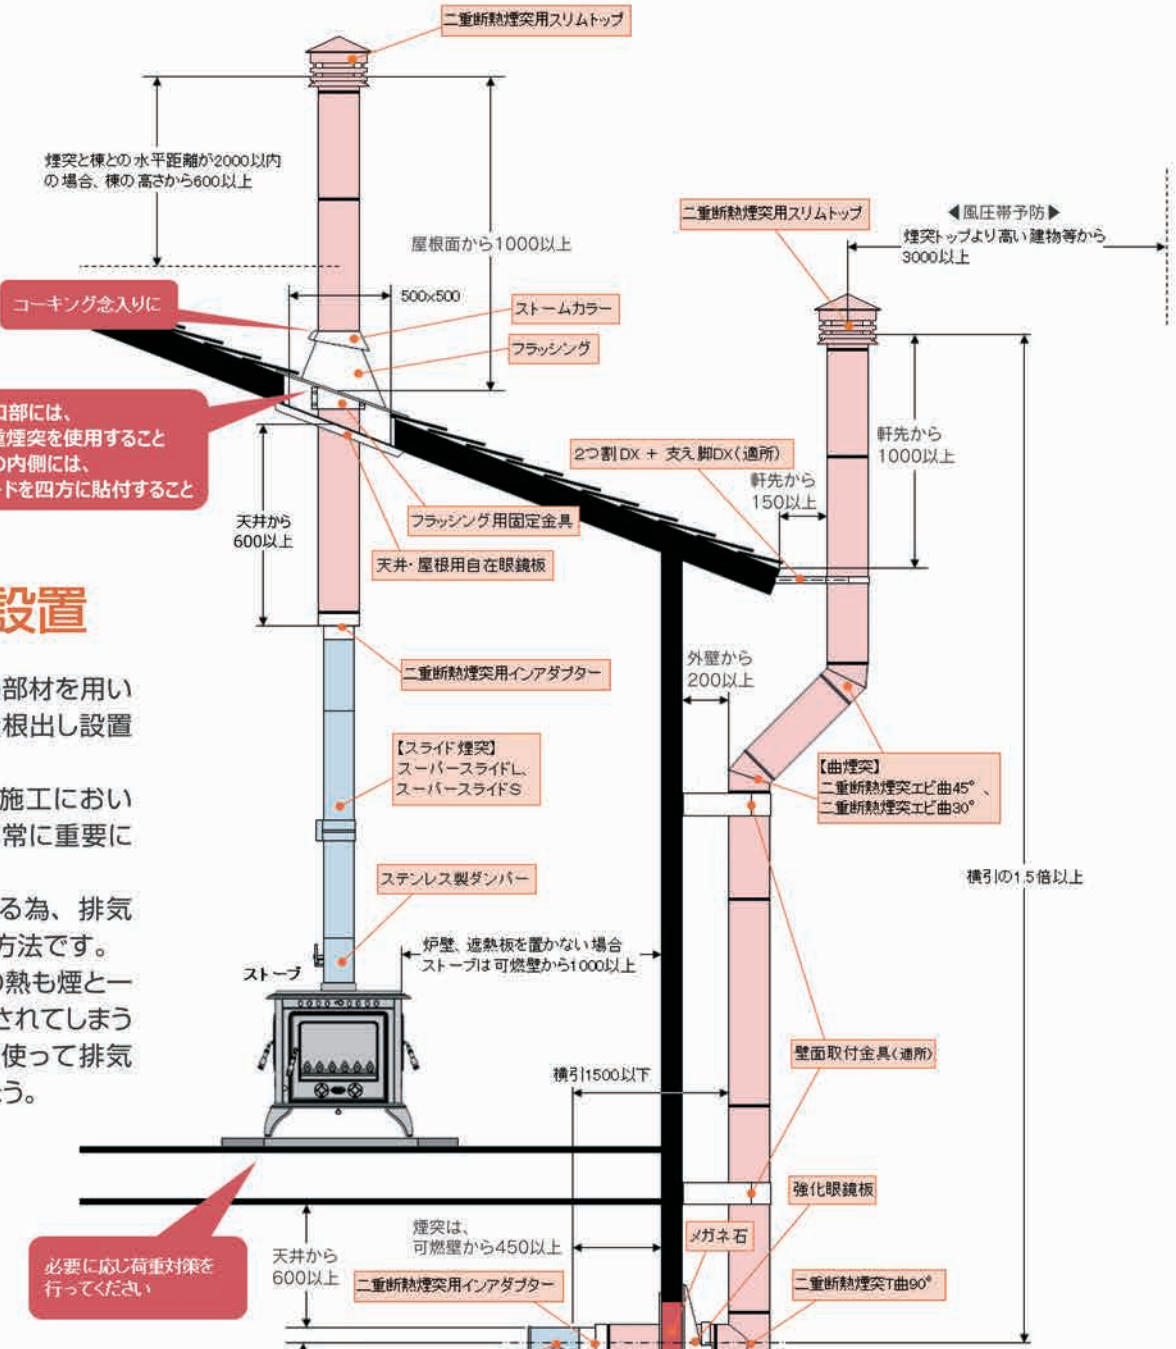 二重断熱煙突用スリムトップ
煙突と棟との水平距離が2000以内
の場合、棟の高さから600以上
屋根面から1000以上
二重断熱煙突用スリムトップ
◀風圧帯予防▶
煙突トップより高い建物等から
3000以上
コーキング念入りに
500×500
ストームカラー
フラッシング
口部には、
重煙突を使用すること
の内側には、
ードを四方に貼付すること
2つ割DX + 支え脚DX(適所)
軒先から
150以上
軒先から
1000以上
天井から
600以上
フラッシング用固定金具
天井・屋根用自在眼鏡板
設置
部材を用い
根出し設置
施工におい
常に重要に
る為、排気
方法です。
の熱も煙と一
されてしまう
使って排気
う。
二重断熱煙突用インアダプター
外壁から
200以上
【スライド煙突】
スーパースライドL、
スーパースライドS
【曲煙突】
二重断熱煙突エビ曲45°、
二重断熱煙突エビ曲30°
横引の1.5倍以上
ステンレス製ダンパー
炉壁、遮熱板を置かない場合
ストーブは可燃壁から1000以上
ストーブ
壁面取付金具(適所)
横引1500以下
強化眼鏡板
必要に応じ荷重対策を
行ってください
天井から
600以上
煙突は、
可燃壁から450以上
メガネ石
二重断熱煙突用インアダプター
二重断熱煙突T曲90°